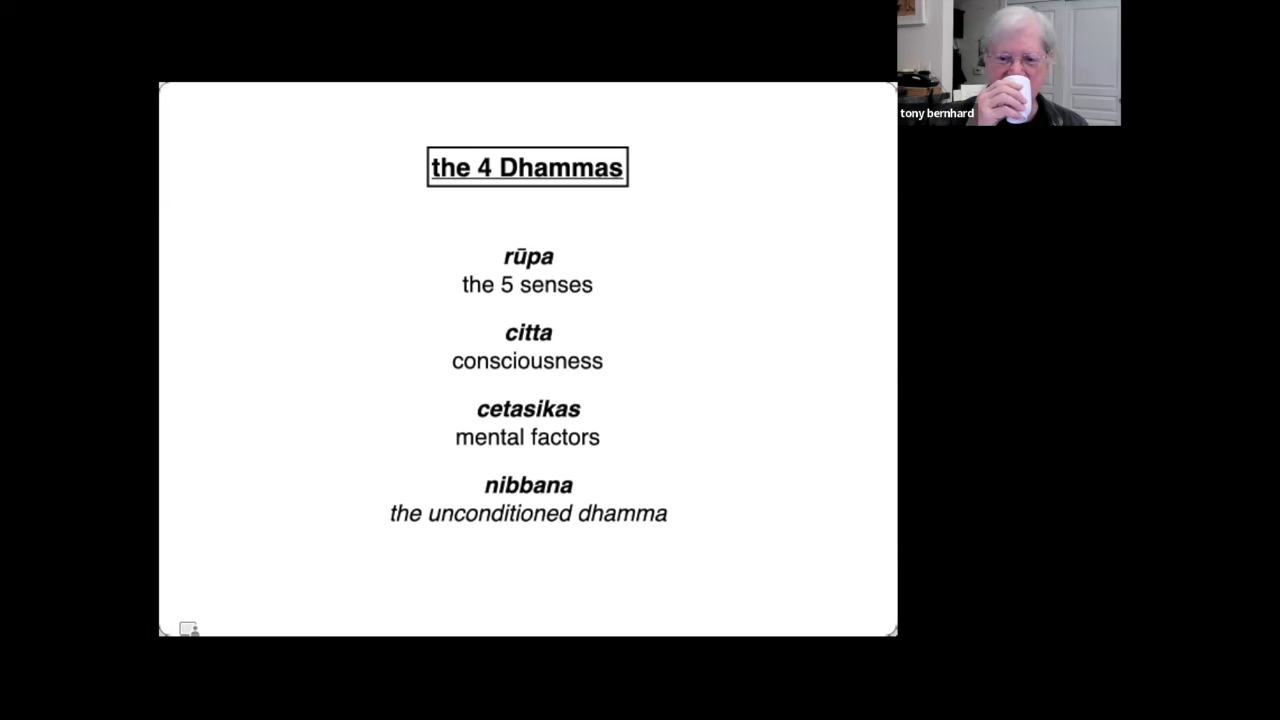 the 4 Dhammas
rūpa
the 5 senses
citta
consciousness
cetasikas
mental factors
nibbana
the unconditioned dhamma
tony bernhard